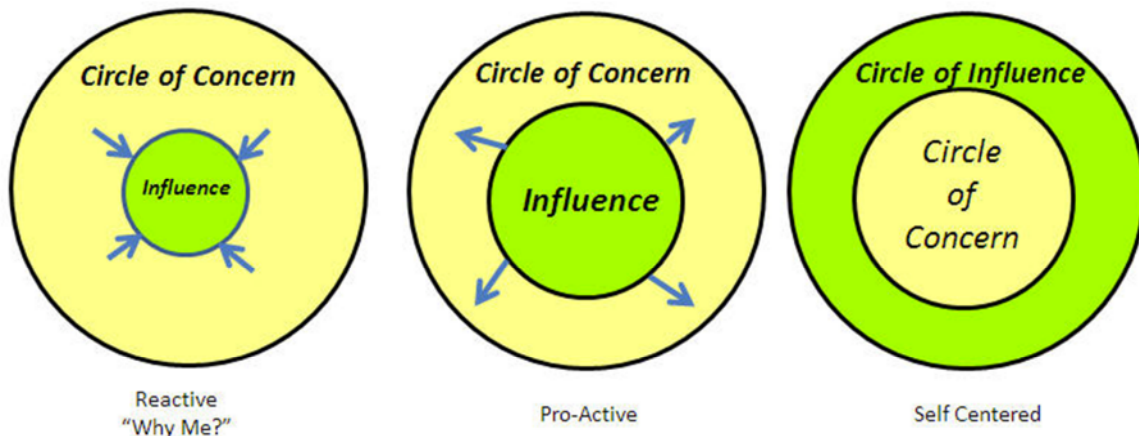 Circle of Concern
Influence
Reactive
“Why Me?”
Circle of Concern
Influence
Pro-Active
Circle of Influence
Circle
of
Concern
Self Centered